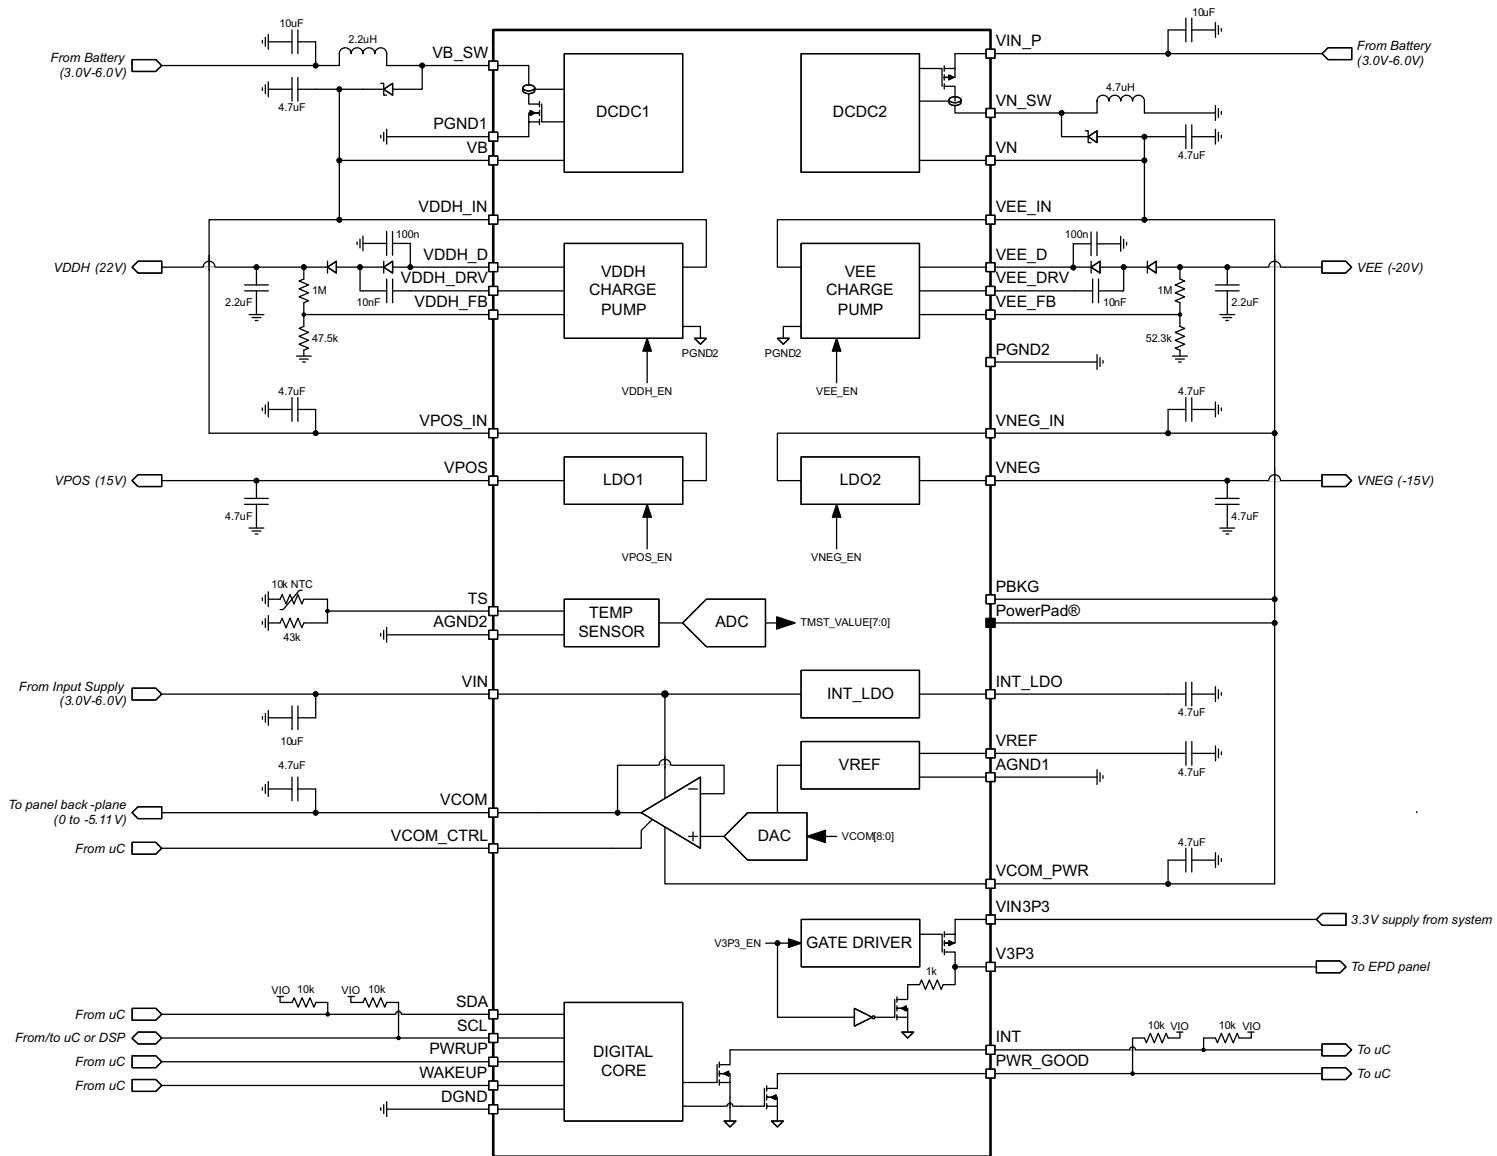 10uF
2.2uH
From Battery
(3.0V-6.0V)
VB_SW
4.7uF
PGND1
VB
DCDC1
DCDC2
VIN_P
10uF
From Battery
(3.0V-6.0V)
VN_SW
4.7uH
VN
4.7uF
VDDH_IN
VEE_IN
100n
VDDH_D
VDDH (22V)
VDDH_DRV
1M
10nF
VDDH_FB
2.2uF
47.5k
VDDH
CHARGE
PUMP
PGND2
VDDH_EN
VEE
CHARGE
PUMP
PGND2
VEE_EN
VEE_D
100n
VEE_DRV
VEE_FB
10nF
1M
2.2uF
VEE (-20V)
52.3k
PGND2
4.7uF
VPOS_IN
VNEG_IN
4.7uF
VPOS (15V)
VPOS
4.7uF
LDO1
VPOS_EN
LDO2
VNEG_EN
VNEG
VNEG (-15V)
4.7uF
10k NTC
43k
TS
AGND2
TEMP
SENSOR
ADC
TMST_VALUE[7:0]
PBKG
PowerPad®
From Input Supply
(3.0V-6.0V)
VIN
10uF
INT_LDO
INT_LDO
4.7uF
VREF
VREF
AGND1
4.7uF
4.7uF
To panel back-plane
(0 to -5.11V)
VCOM
−
+
DAC
VCOM[8:0]
From uC
VCOM_CTRL
4.7uF
VCOM_PWR
VIN3P3
3.3V supply from system
V3P3_EN
GATE DRIVER
V3P3
To EPD panel
1k
VIO
10k
VIO
10k
From uC
SDA
From/to uC or DSP
SCL
From uC
PWRUP
From uC
WAKEUP
DGND
DIGITAL
CORE
10k
VIO
10k
VIO
INT
To uC
PWR_GOOD
To uC